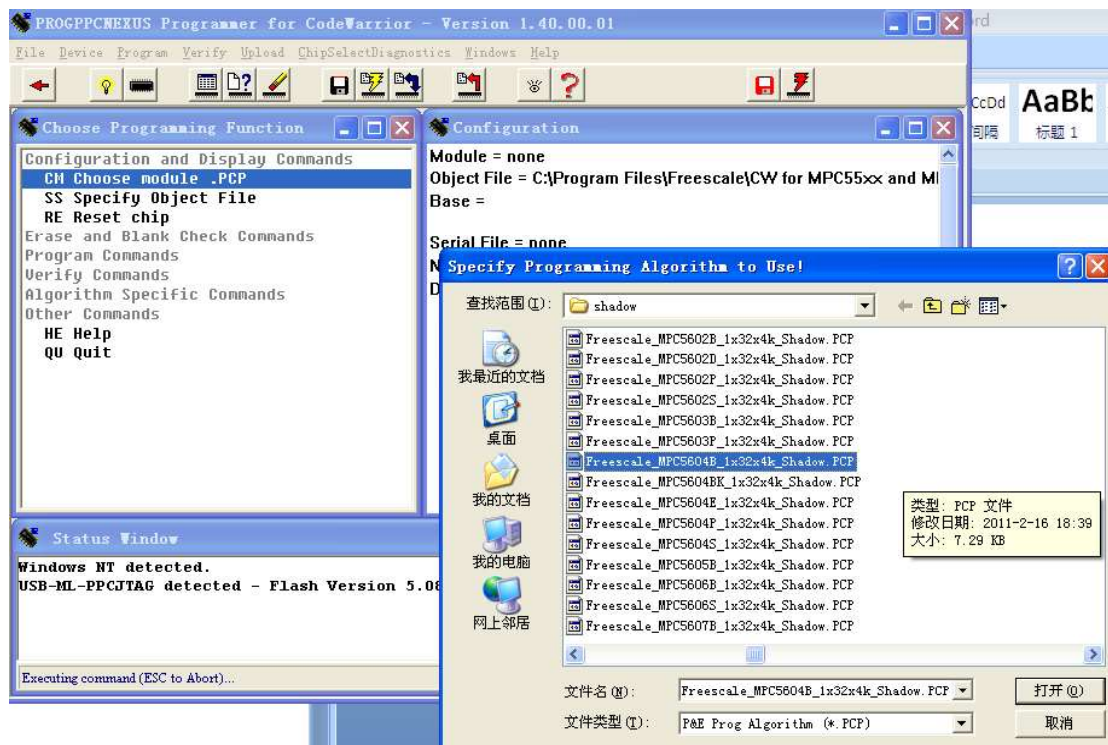 PROGPPCNEXUS Programmer for CodeWarrior - Version 1.40.00.01
File Device Program Verify Upload ChipSelectDiagnostics Windows Help
Choose Programming Function
Configuration and Display Commands
CM Choose module .PCP
SS Specify Object File
RE Reset chip
Erase and Blank Check Commands
Program Commands
Verify Commands
Algorithm Specific Commands
Other Commands
HE Help
QU Quit
Configuration
Module = none
Object File = C:\Program Files\Freescale\CW for MPC55xx and M
Base =
Serial File = none
Status Window
Windows NT detected.
USB-ML-PPCJTAG detected - Flash Version 5.08
Executing command (ESC to Abort)...
Specify Programming Algorithm to Use!
查找范围(I):
shadow
我最近的文档
桌面
我的文档
我的电脑
网上邻居
Freescale_MPC5602B_1x32x4k_Shadow.PCP
Freescale_MPC5602D_1x32x4k_Shadow.PCP
Freescale_MPC5602P_1x32x4k_Shadow.PCP
Freescale_MPC5602S_1x32x4k_Shadow.PCP
Freescale_MPC5603B_1x32x4k_Shadow.PCP
Freescale_MPC5603P_1x32x4k_Shadow.PCP
Freescale_MPC5604B_1x32x4k_Shadow.PCP
Freescale_MPC5604BK_1x32x4k_Shadow.PCP
Freescale_MPC5604E_1x32x4k_Shadow.PCP
Freescale_MPC5604P_1x32x4k_Shadow.PCP
Freescale_MPC5604S_1x32x4k_Shadow.PCP
Freescale_MPC5605B_1x32x4k_Shadow.PCP
Freescale_MPC5606B_1x32x4k_Shadow.PCP
Freescale_MPC5606S_1x32x4k_Shadow.PCP
Freescale_MPC5607B_1x32x4k_Shadow.PCP
类型: PCP 文件
修改日期: 2011-2-16 18:39
大小: 7.29 KB
文件名(N):
Freescale_MPC5604B_1x32x4k_Shadow.PCP
打开(O)
文件类型(T):
P&E Prog Algorithm (*.PCP)
取消
rd
CcDd AaBb
间隔 标题 1